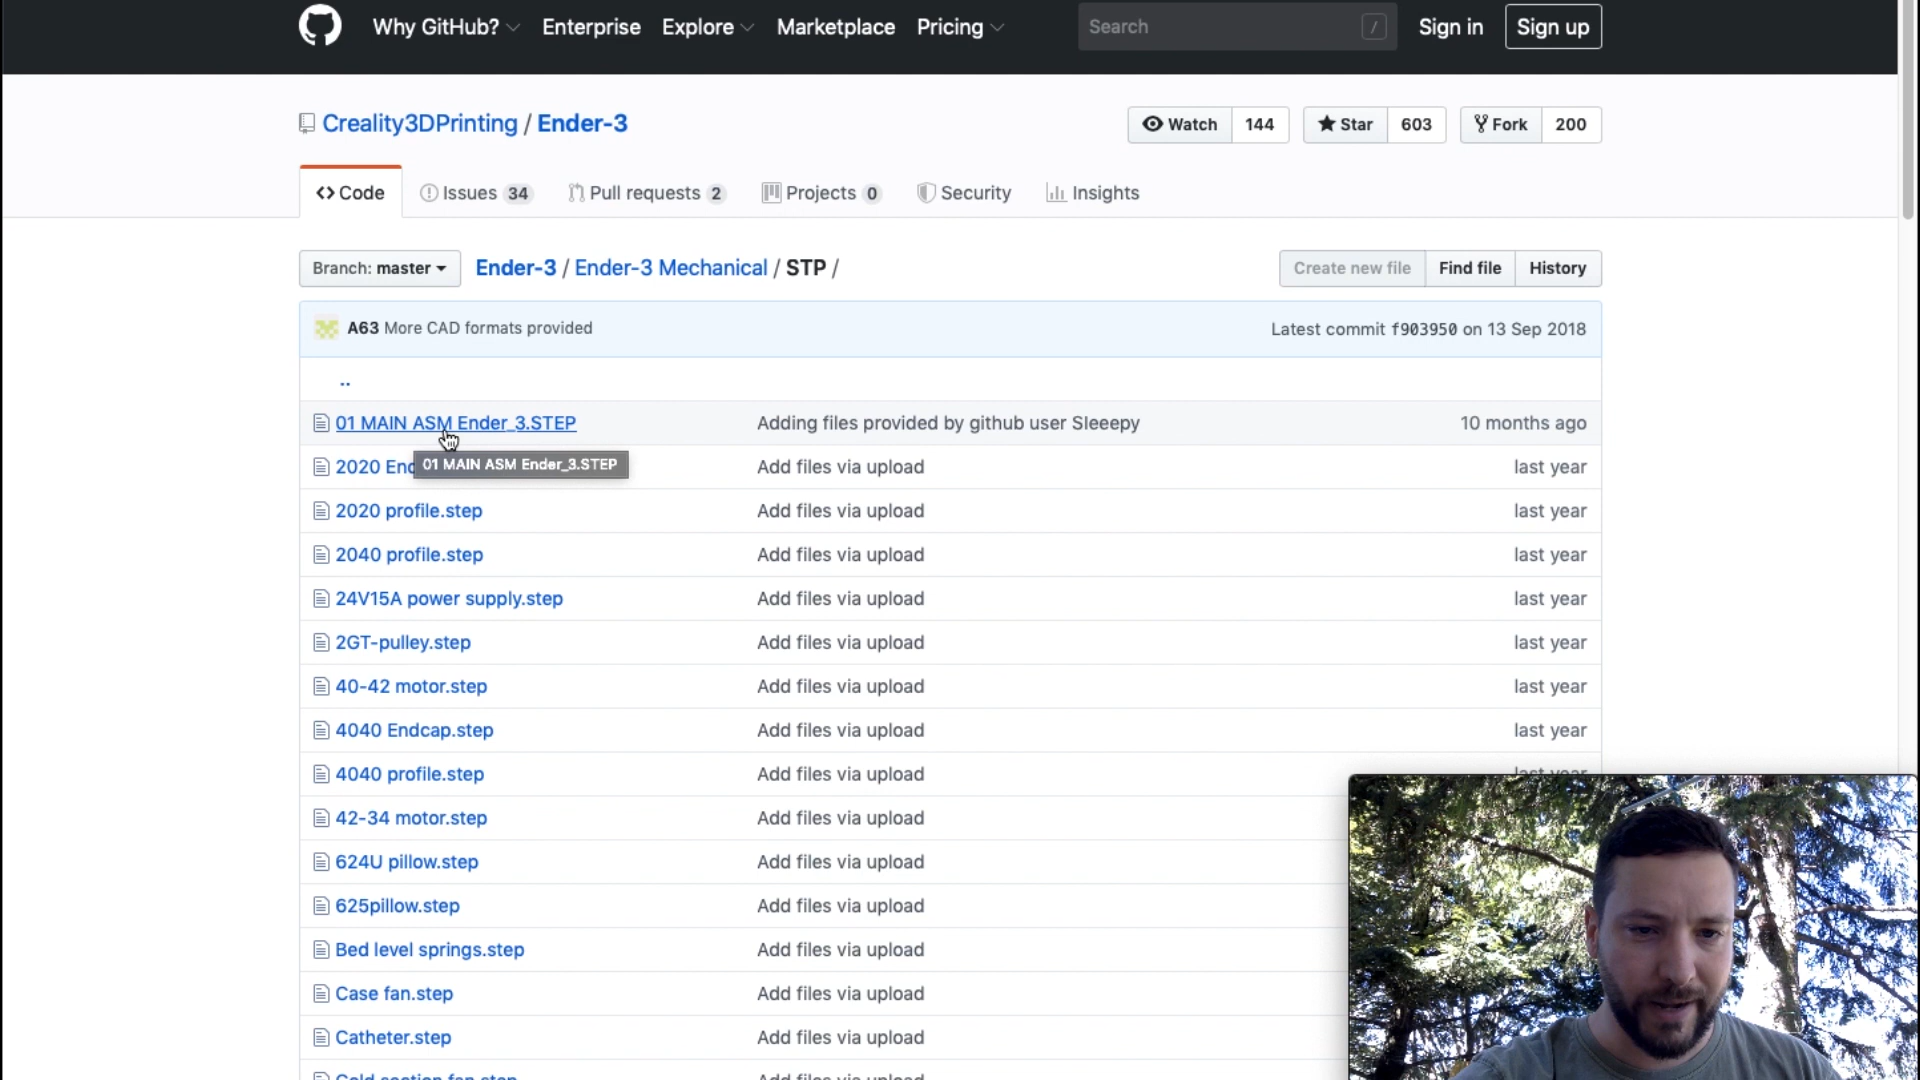 Why GitHub? Enterprise Explore Marketplace Pricing Search / Sign in Sign up
Creality3DPrinting / Ender-3 Watch 144 Star 603 Fork 200
Code Issues 34 Pull requests 2 Projects 0 Security Insights
Branch: master Ender-3 / Ender-3 Mechanical / STP / Create new file Find file History
A63 More CAD formats provided Latest commit f903950 on 13 Sep 2018
..
01 MAIN ASM Ender_3.STEP Adding files provided by github user Sleeepy 10 months ago
01 MAIN ASM Ender_3.STEP
2020 Add files via upload last year
2020 profile.step Add files via upload last year
2040 profile.step Add files via upload last year
24V15A power supply.step Add files via upload last year
2GT-pulley.step Add files via upload last year
40-42 motor.step Add files via upload last year
4040 Endcap.step Add files via upload last year
4040 profile.step Add files via upload last year
42-34 motor.step Add files via upload
624U pillow.step Add files via upload
625pillow.step Add files via upload
Bed level springs.step Add files via upload
Case fan.step Add files via upload
Catheter.step Add files via upload